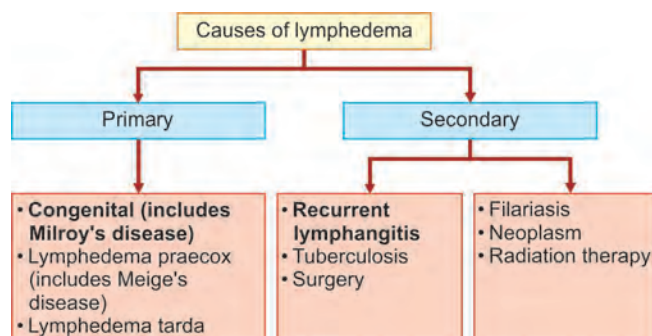 Causes of lymphedema
Primary
Secondary
• Congenital (includes
Milroy's disease)
• Lymphedema praecox
(includes Meige's
disease)
• Lymphedema tarda
• Recurrent
lymphangitis
• Tuberculosis
• Surgery
• Filariasis
• Neoplasm
• Radiation therapy